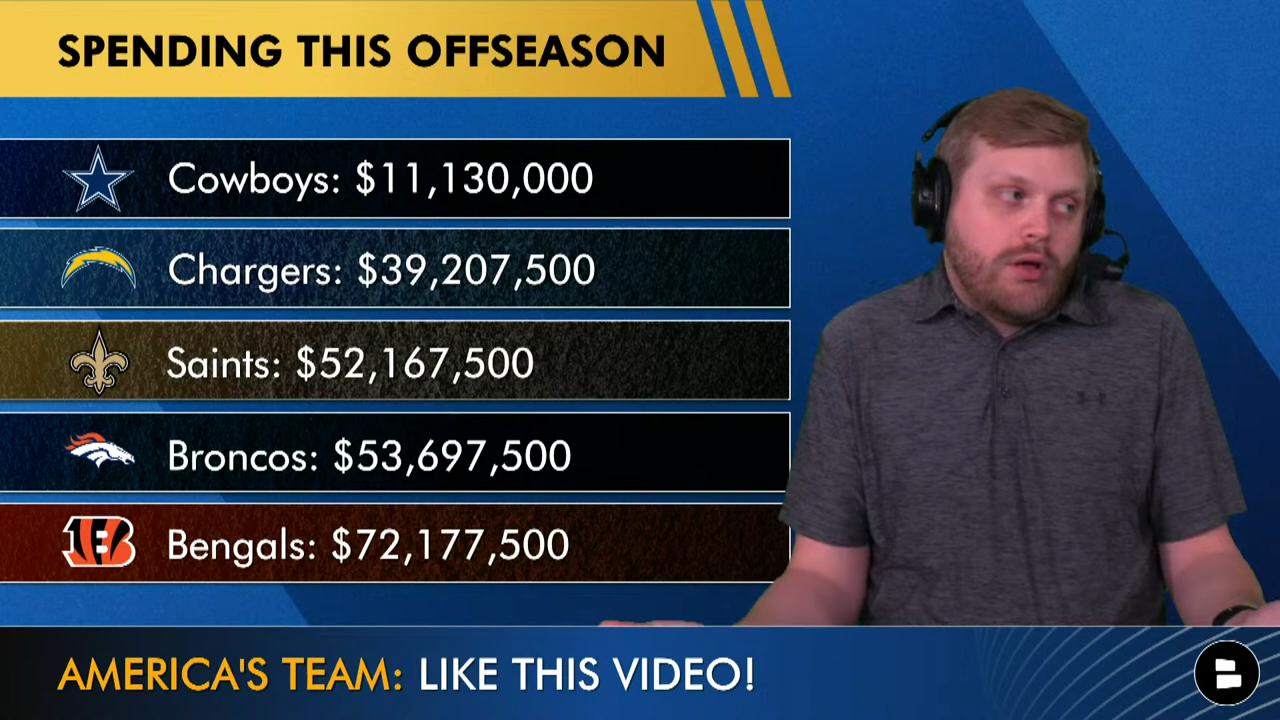 SPENDING THIS OFFSEASON
Cowboys: $11,130,000
Chargers: $39,207,500
Saints: $52,167,500
Broncos: $53,697,500
Bengals: $72,177,500
AMERICA'S TEAM: LIKE THIS VIDEO!